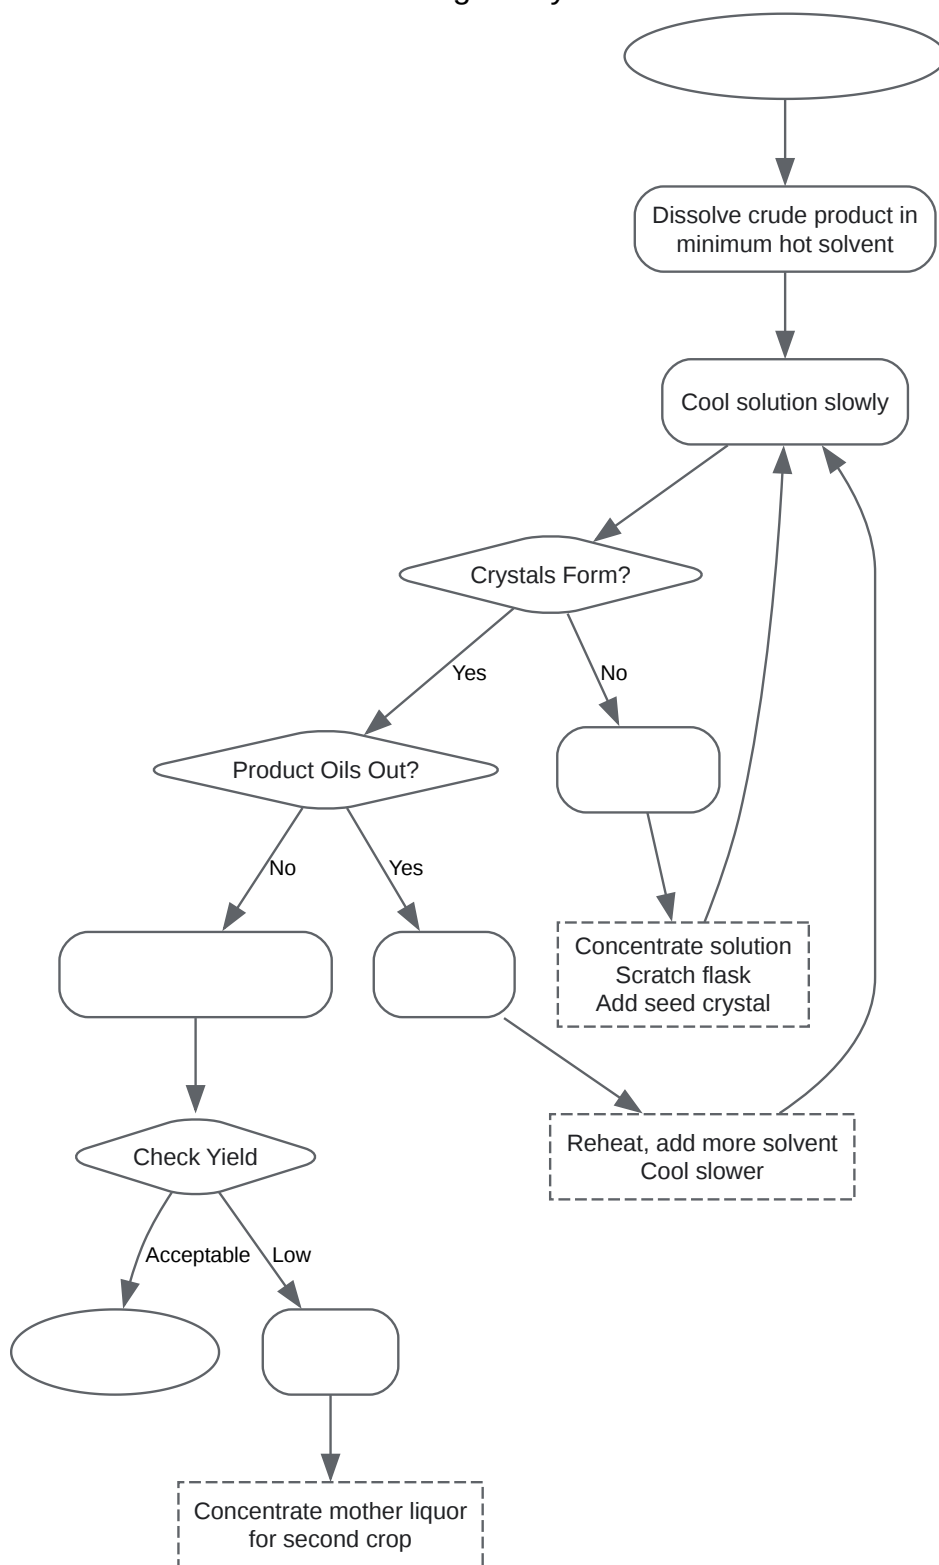 Dissolve crude product in
minimum hot solvent
Cool solution slowly
Crystals Form?
Yes
No
Product Oils Out?
No
Yes
Concentrate solution
Scratch flask
Add seed crystal
Reheat, add more solvent
Cool slower
Check Yield
Acceptable
Low
Concentrate mother liquor
for second crop